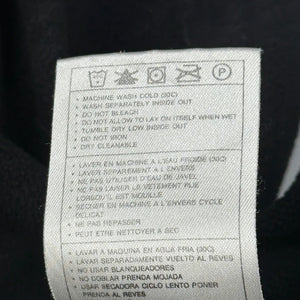 • MACHINE WASH COLD (30C)
• WASH SEPARATELY INSIDE OUT
• DO NOT BLEACH
• DO NOT ALLOW TO LAY ON ITSELF WHEN WET
• TUMBLE DRY LOW INSIDE OUT
• DO NOT IRON
• DRY CLEANABLE
• LAVER EN MACHINE A L'EAU FROIDE (30C)
• LAVER SEPAREMENT A L'ENVERS
• NE PAS UTILISER D'EAU DE JAVEL
• NE PAS LAISER LE VETEMENT PLIE
LORSQU'IL EST MOUILLE
• SECHER EN MACHINE A L'ENVERS CYCLE
DELICAT
• NE PAS REPASSER
• PEUT ETRE NETTOYER A SEC
• LAVAR A MAQUINA EN AGUA FRIA (30C)
• LAVAR SEPARADAMENTE VUELTO AL REVES
• NO USAR BLANQUEADORES
• NO DOBLAR PRENDA MOJADA
• USAR SECADORA CICLO LENTO PONER
PRENDA AL REVES